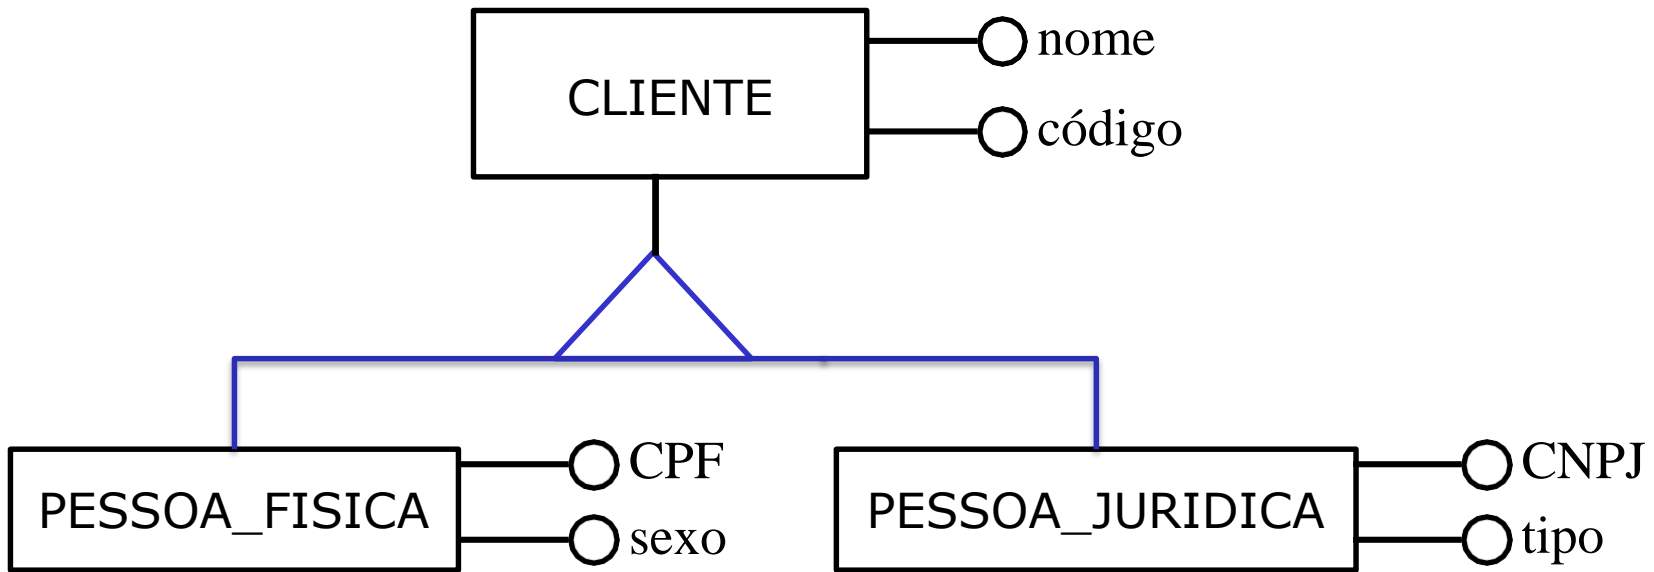 nome
CLIENTE
código
CPF
CNPJ
PESSOA_FISICA
PESSOA_JURIDICA
sexo
tipo